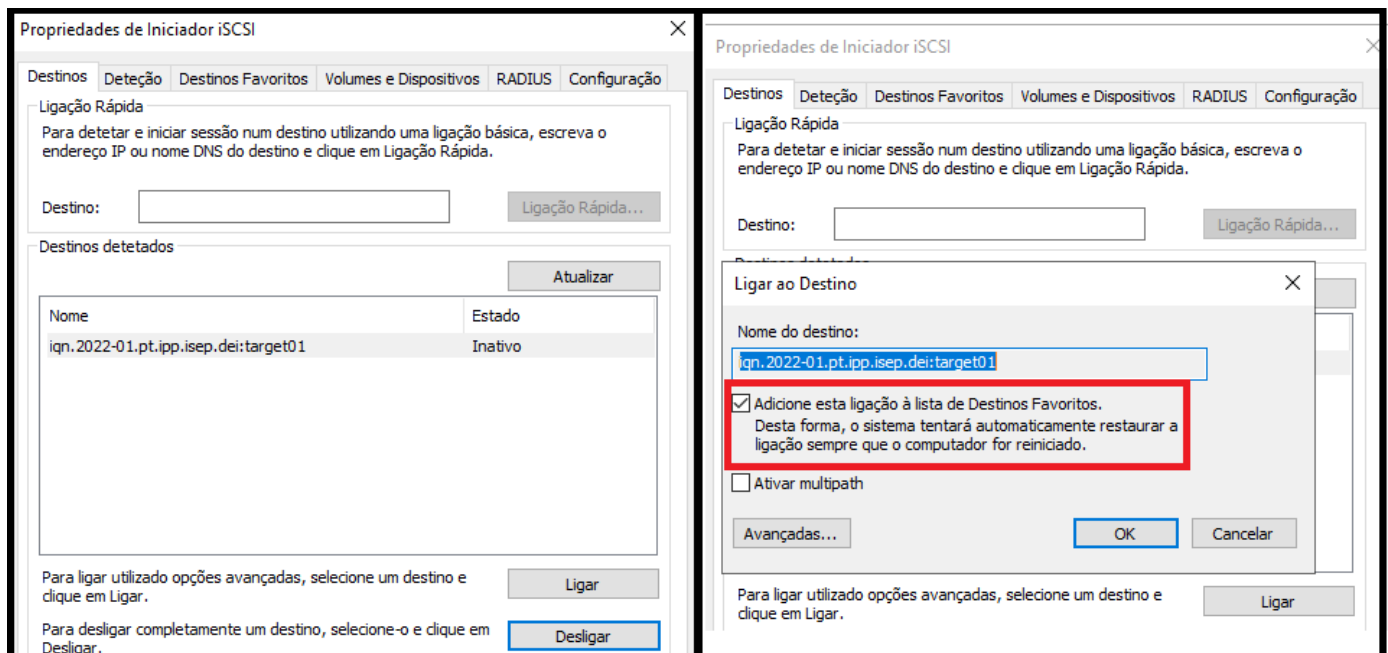 Propriedades de Iniciador iSCSI
Destinos Deteção Destinos Favoritos Volumes e Dispositivos RADIUS Configuração
Ligação Rápida
Para detetar e iniciar sessão num destino utilizando uma ligação básica, escreva o
endereço IP ou nome DNS do destino e clique em Ligação Rápida.
Destino:
Ligação Rápida...
Destinos detetados
Atualizar
Nome Estado
iqn.2022-01.pt.ipp.isep.dei:target01 Inativo
Para ligar utilizado opções avançadas, selecione um destino e
clique em Ligar.
Ligar
Para desligar completamente um destino, selecione-o e clique em
Desligar.
Desligar
Propriedades de Iniciador iSCSI
Destinos Deteção Destinos Favoritos Volumes e Dispositivos RADIUS Configuração
Ligação Rápida
Para detetar e iniciar sessão num destino utilizando uma ligação básica, escreva o
endereço IP ou nome DNS do destino e clique em Ligação Rápida.
Destino:
Ligação Rápida...
Destinos detetados
Ligar ao Destino
Nome do destino:
iqn.2022-01.pt.ipp.isep.dei:target01
Adicione esta ligação à lista de Destinos Favoritos.
Desta forma, o sistema tentará automaticamente restaurar a
ligação sempre que o computador for reiniciado.
Ativar multipath
Avançadas... OK Cancelar
Para ligar utilizado opções avançadas, selecione um destino e
clique em Ligar.
Ligar